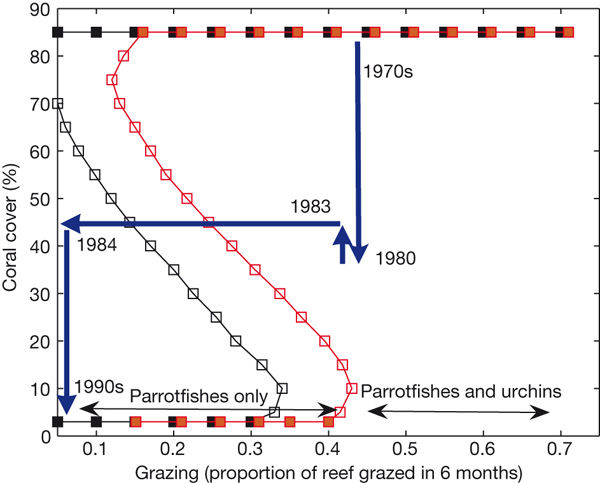 90
80
70
60
50
40
30
20
10
0
Coral cover (%)
1970s
1983
1980
1984
1990s
Parrotfishes only
Parrotfishes and urchins
0.1 0.2 0.3 0.4 0.5 0.6 0.7
Grazing (proportion of reef grazed in 6 months)